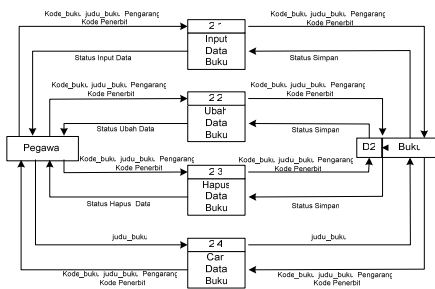 Kode_buku judu_buku Pengarang
Kode Penerbit
2 1
Input
Data
Buku
Kode_buku judu_buku Pengarang
Kode Penerbit
Status Input Data
Status Simpan
Kode_buku judu_buku Pengarang
Kode Penerbit
2 2
Ubah
Data
Buku
Kode_buku judu_buku Pengarang
Kode Penerbit
Status Ubah Data
Status Simpan
Pegawa
D2
Buku
Kode_buku judu_buku Pengarang
Kode Penerbit
2 3
Hapus
Data
Buku
Kode_buku judu_buku Pengarang
Kode Penerbit
Status Hapus Data
Status Simpan
judu_buku
2 4
Car
Data
Buku
judu_buku
Kode_buku judu_buku Pengarang
Kode Penerbit
Kode_buku judu_buku Pengarang
Kode Penerbit